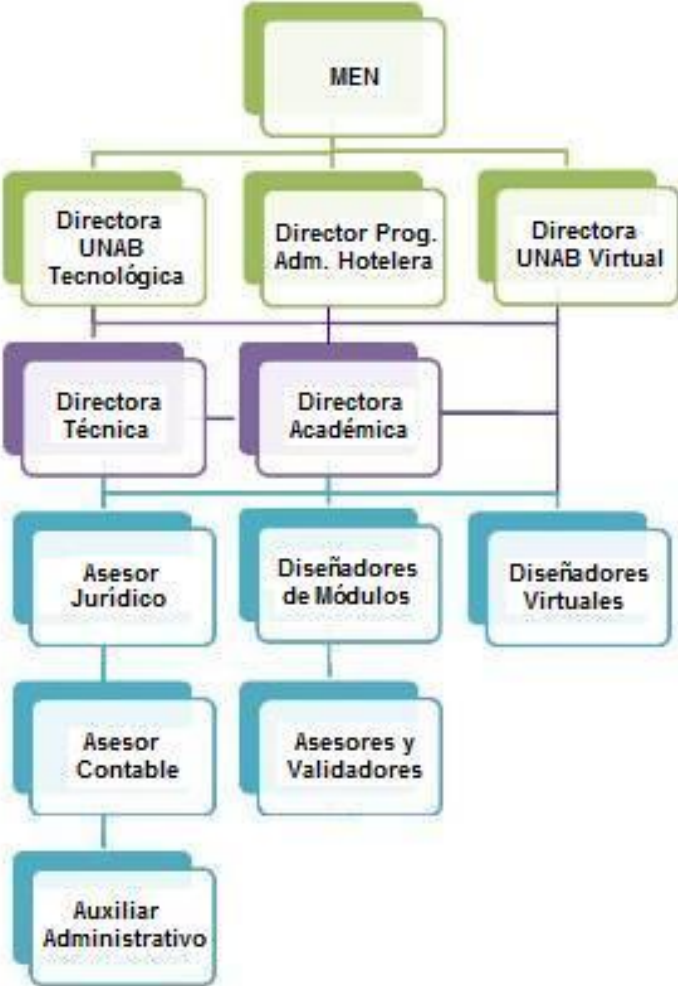 MEN
Directora
UNAB
Tecnológica
Director Prog.
Adm. Hotelera
Directora
UNAB Virtual
Directora
Técnica
Directora
Académica
Asesor
Jurídico
Diseñadores
de Módulos
Diseñadores
Virtuales
Asesor
Contable
Asesores y
Validadores
Auxiliar
Administrativo